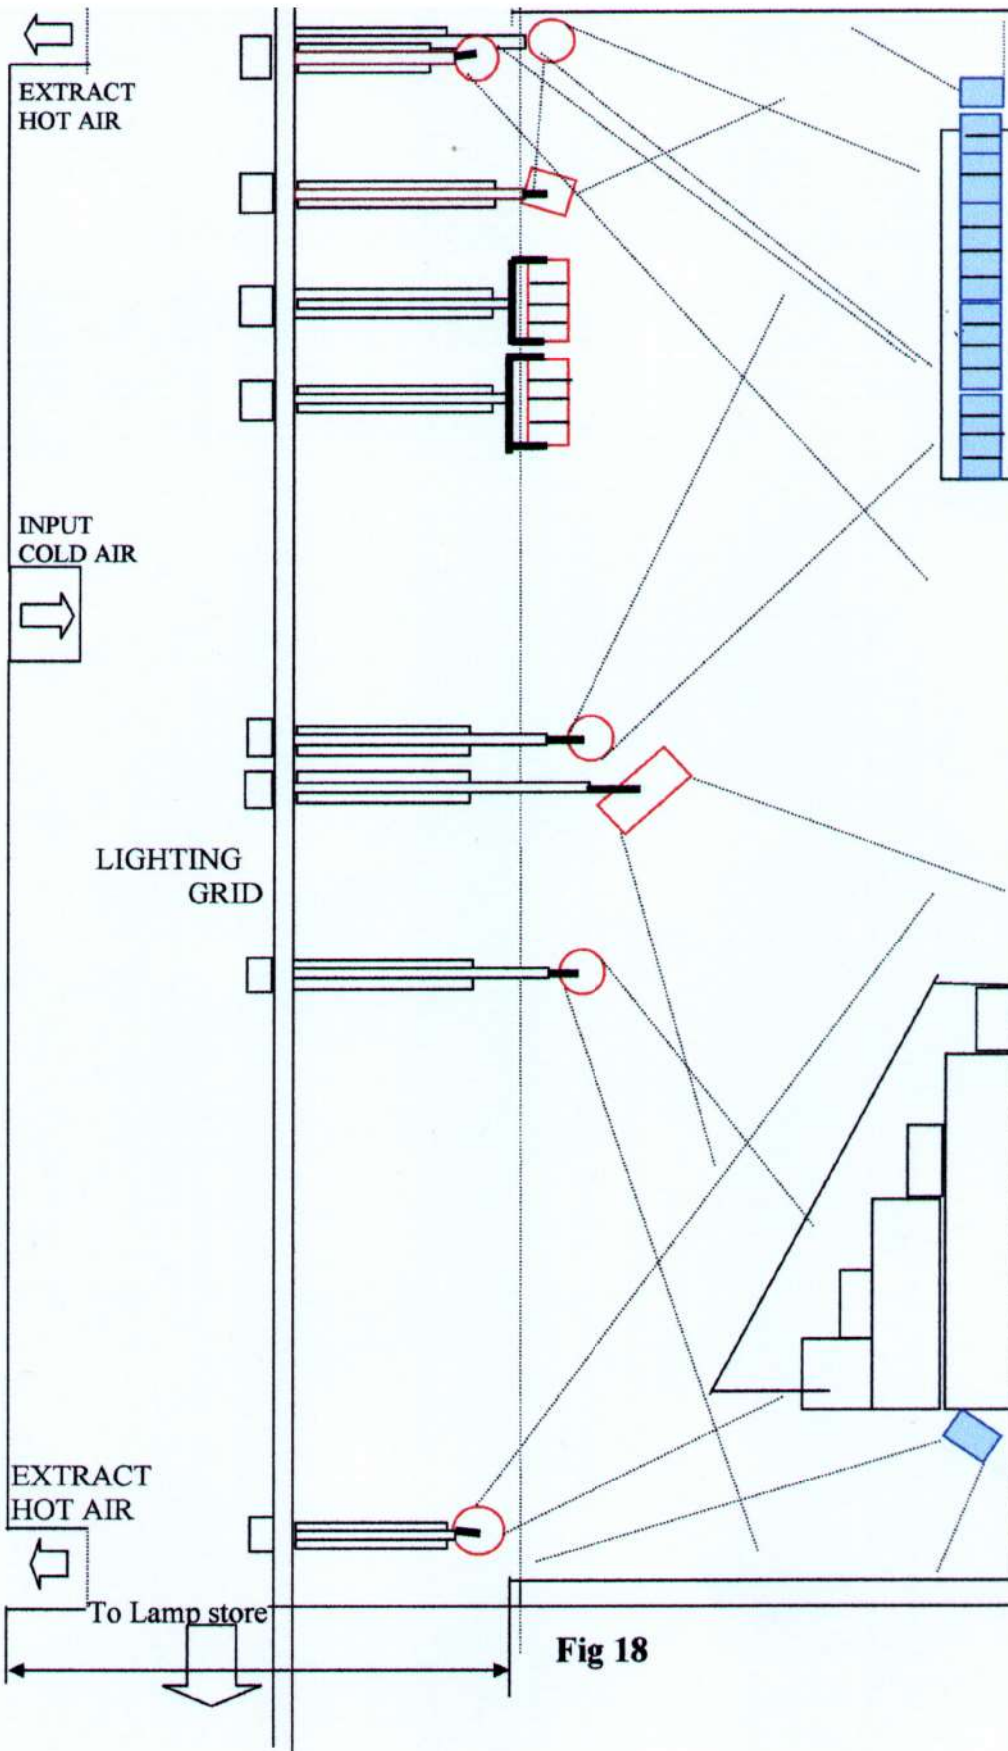 EXTRACT
HOT AIR
INPUT
COLD AIR
LIGHTING
GRID
EXTRACT
HOT AIR
To Lamp store
Fig 18